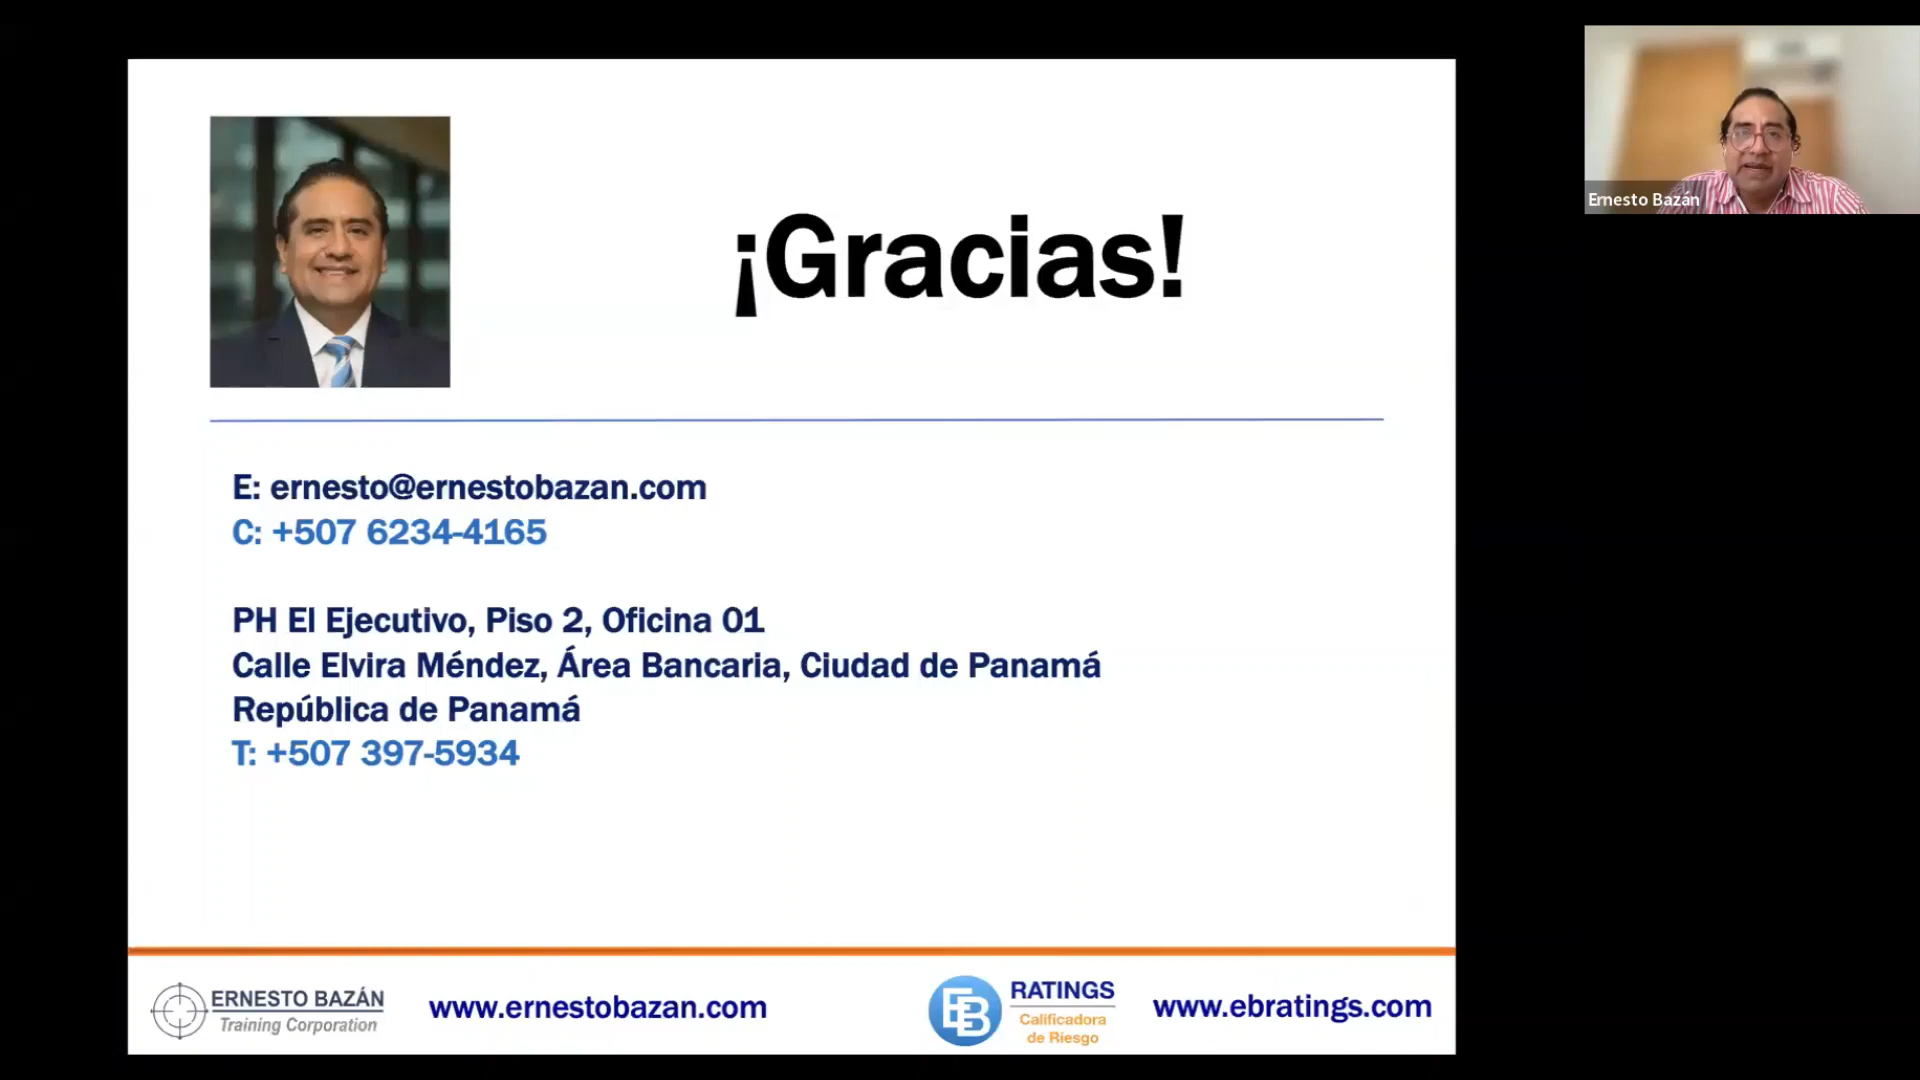 ¡Gracias!
Ernesto Bazán
E: ernesto@ernestobazan.com
C: +507 6234-4165
PH El Ejecutivo, Piso 2, Oficina 01
Calle Elvira Méndez, Área Bancaria, Ciudad de Panamá
República de Panamá
T: +507 397-5934
ERNESTO BAZÁN
Training Corporation
www.ernestobazan.com
EB
RATINGS
Calificadora
de Riesgo
www.ebratings.com